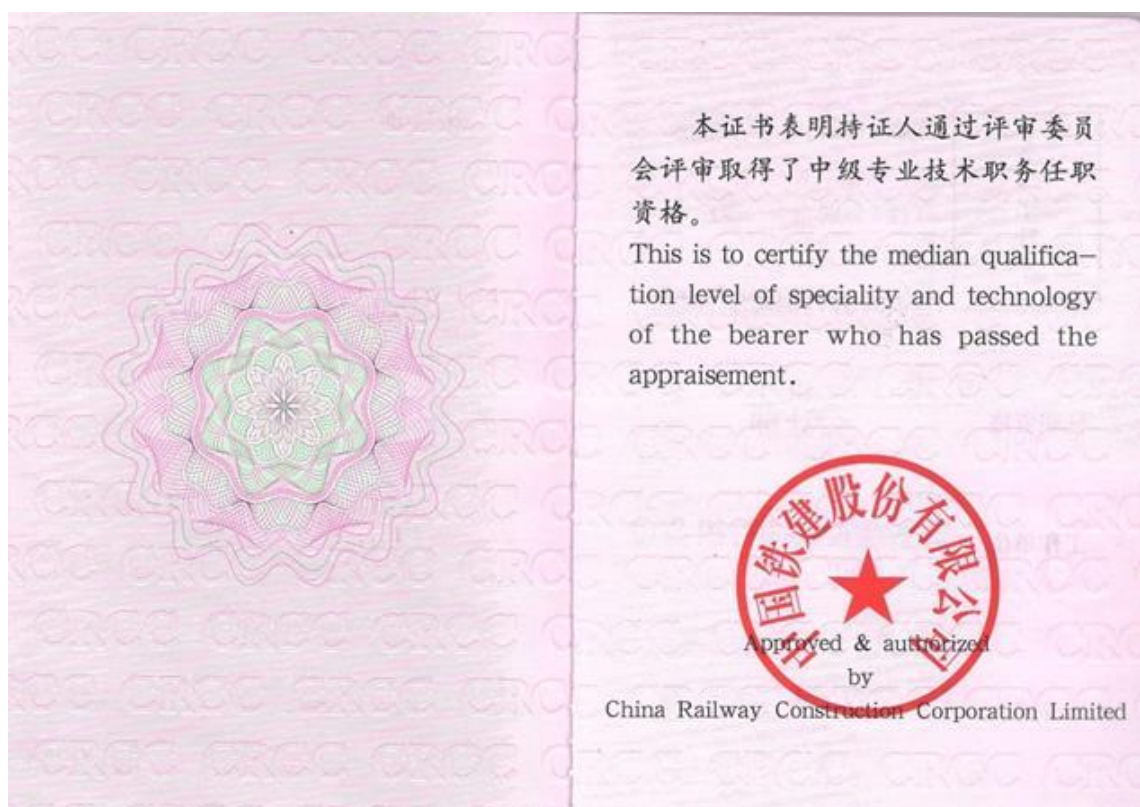 本证书表明持证人通过评审委员
会评审取得了中级专业技术职务任职
资格。
This is to certify the median qualifica-
tion level of speciality and technology
of the bearer who has passed the
appraisement.
中国铁建股份有限公司
Approved & authorized
by
China Railway Construction Corporation Limited
CRCC